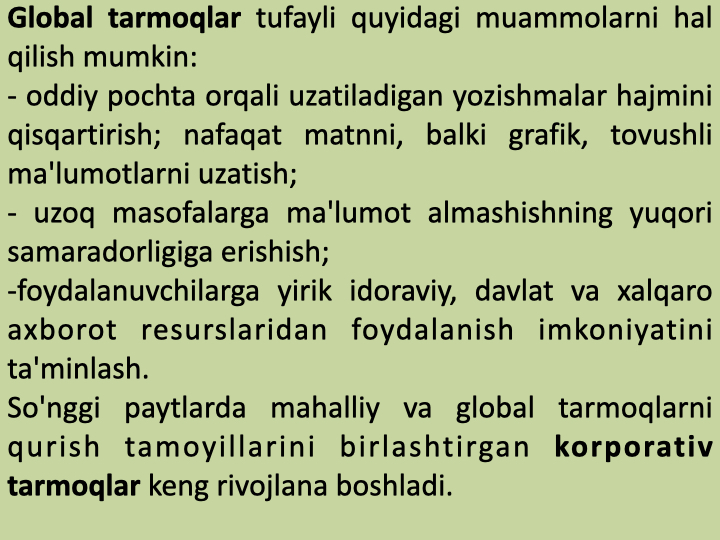 Global tarmoqlar tufayli quyidagi muammolarni hal
qilish mumkin:
- oddiy pochta orqali uzatiladigan yozishmalar hajmini
qisqartirish; nafaqat matnni, balki grafik, tovushli
ma'lumotlarni uzatish;
- uzoq masofalarga ma'lumot almashishning yuqori
samaradorligiga erishish;
-foydalanuvchilarga yirik idoraviy, davlat va xalqaro
axborot resurslaridan foydalanish imkoniyatini
ta'minlash.
So'nggi paytlarda mahalliy va global tarmoqlarni
qurish tamoyillarini birlashtirgan korporativ
tarmoqlar keng rivojlana boshladi.